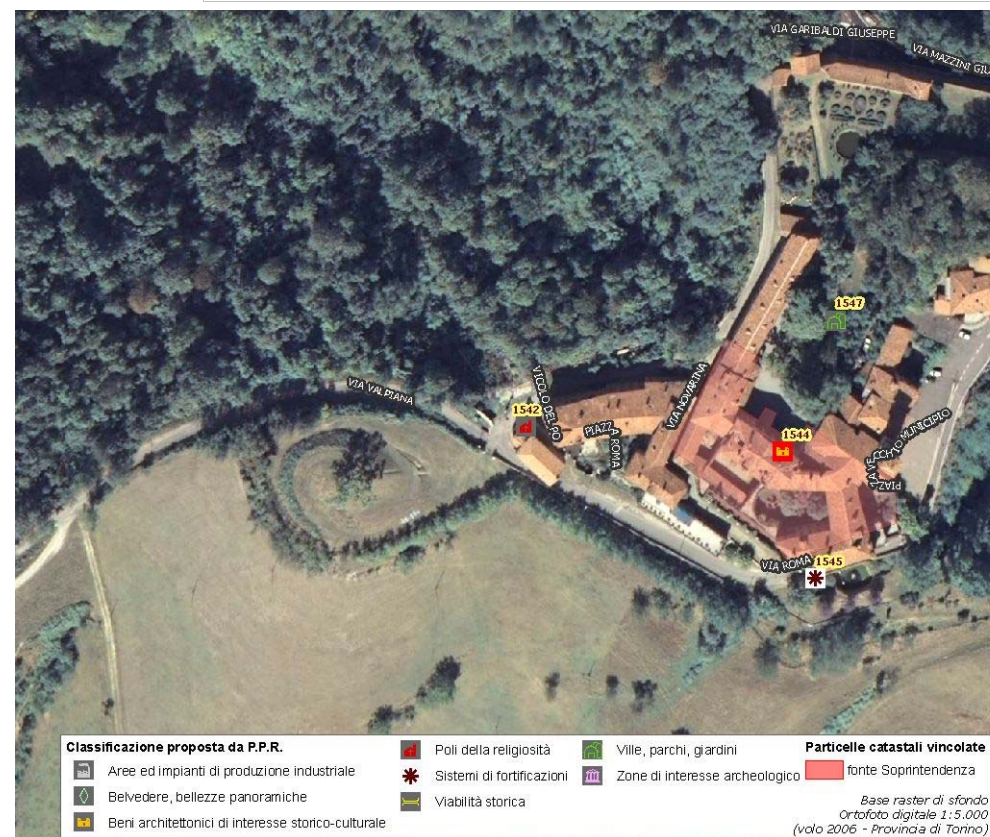 VIA GARIBALDI GIUSEPPE
VIA MAZZINI GIU
1547
VIA VALPIANA
VICOLO DEL PO
1542
PIAZZA ROMA
VIA NOVARINA
1544
PIAZZA VECCHIO MUNICIPIO
VIA ROMA
1545
Classificazione proposta da P.P.R.
Aree ed impianti di produzione industriale
Belvedere, bellezze panoramiche
Beni architettonici di interesse storico-culturale
Poli della religiosità
Sistemi di fortificazioni
Viabilità storica
Ville, parchi, giardini
Zone di interesse archeologico
Particelle catastali vincolate
fonte Soprintendenza
Base raster di sfondo
Ortofoto digitale 1:5.000
(volo 2006 - Provincia di Torino)